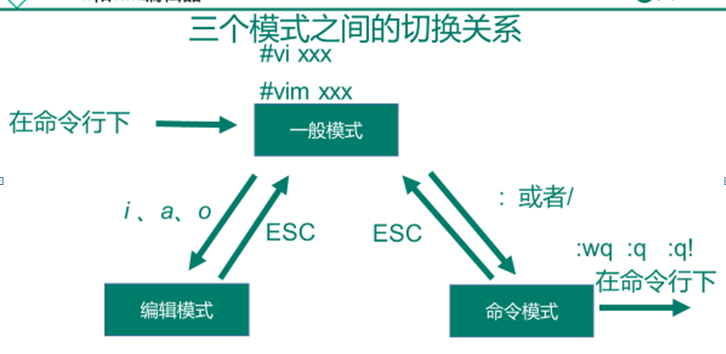 三个模式之间的切换关系
#vi xxx
#vim xxx
在命令行下
一般模式
i 、a、o
ESC
ESC
: 或者/
:wq :q :q!
在命令行下
编辑模式
命令模式